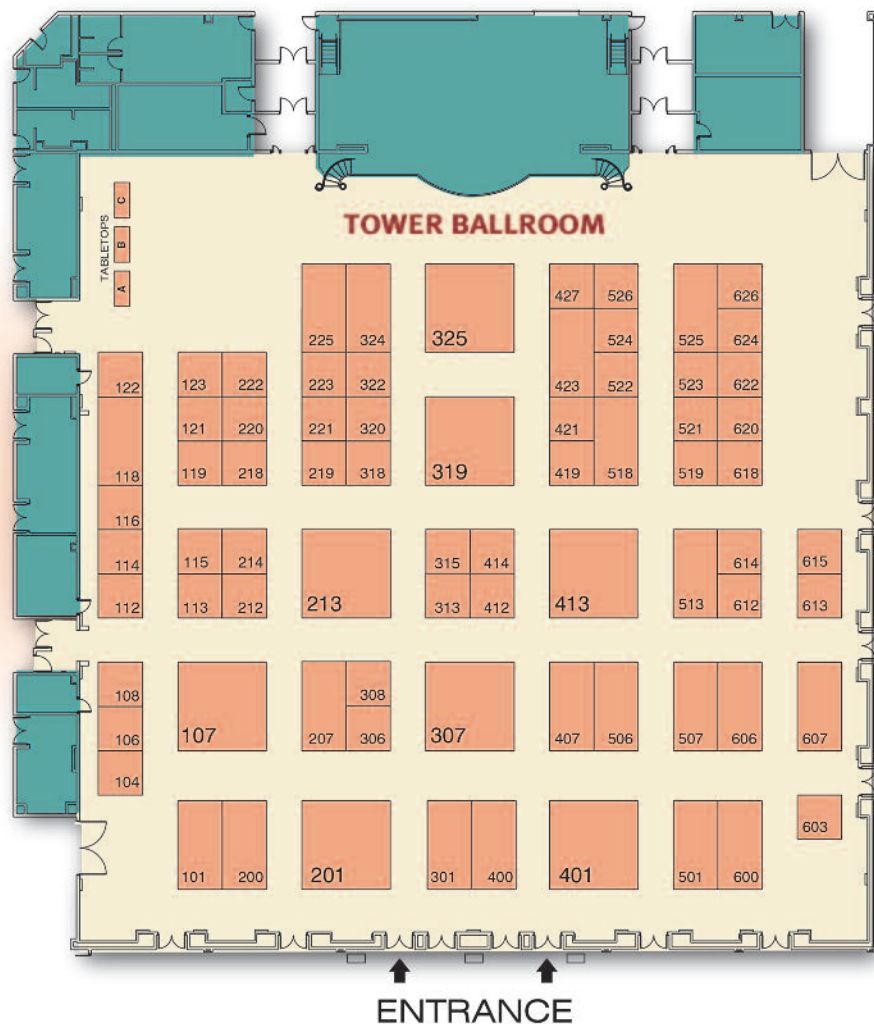 TABLETOPS
C
B
A
TOWER BALLROOM
427 526 626
225 324 325 524 525 624
122 123 222 223 322 423 522 523 622
121 220 221 320 421 521 620
118 119 218 219 318 319 419 518 519 618
116
114 115 214 315 414 614 615
112 113 212 213 313 412 413 513 612 613
108 308
106 107 207 306 307 407 506 507 606 607
104
603
101 200 201 301 400 401 501 600
ENTRANCE